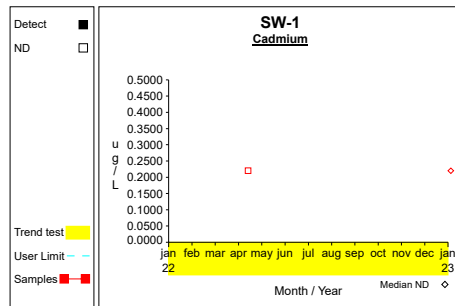 Detect
ND
Trend test
User Limit
Samples
SW-1
Cadmium
ug/L
0.5000
0.4500
0.4000
0.3500
0.3000
0.2500
0.2000
0.1500
0.1000
0.0500
0.0000
jan feb mar apr may jun jul aug sep oct nov dec jan
22 23
Month / Year
Median ND